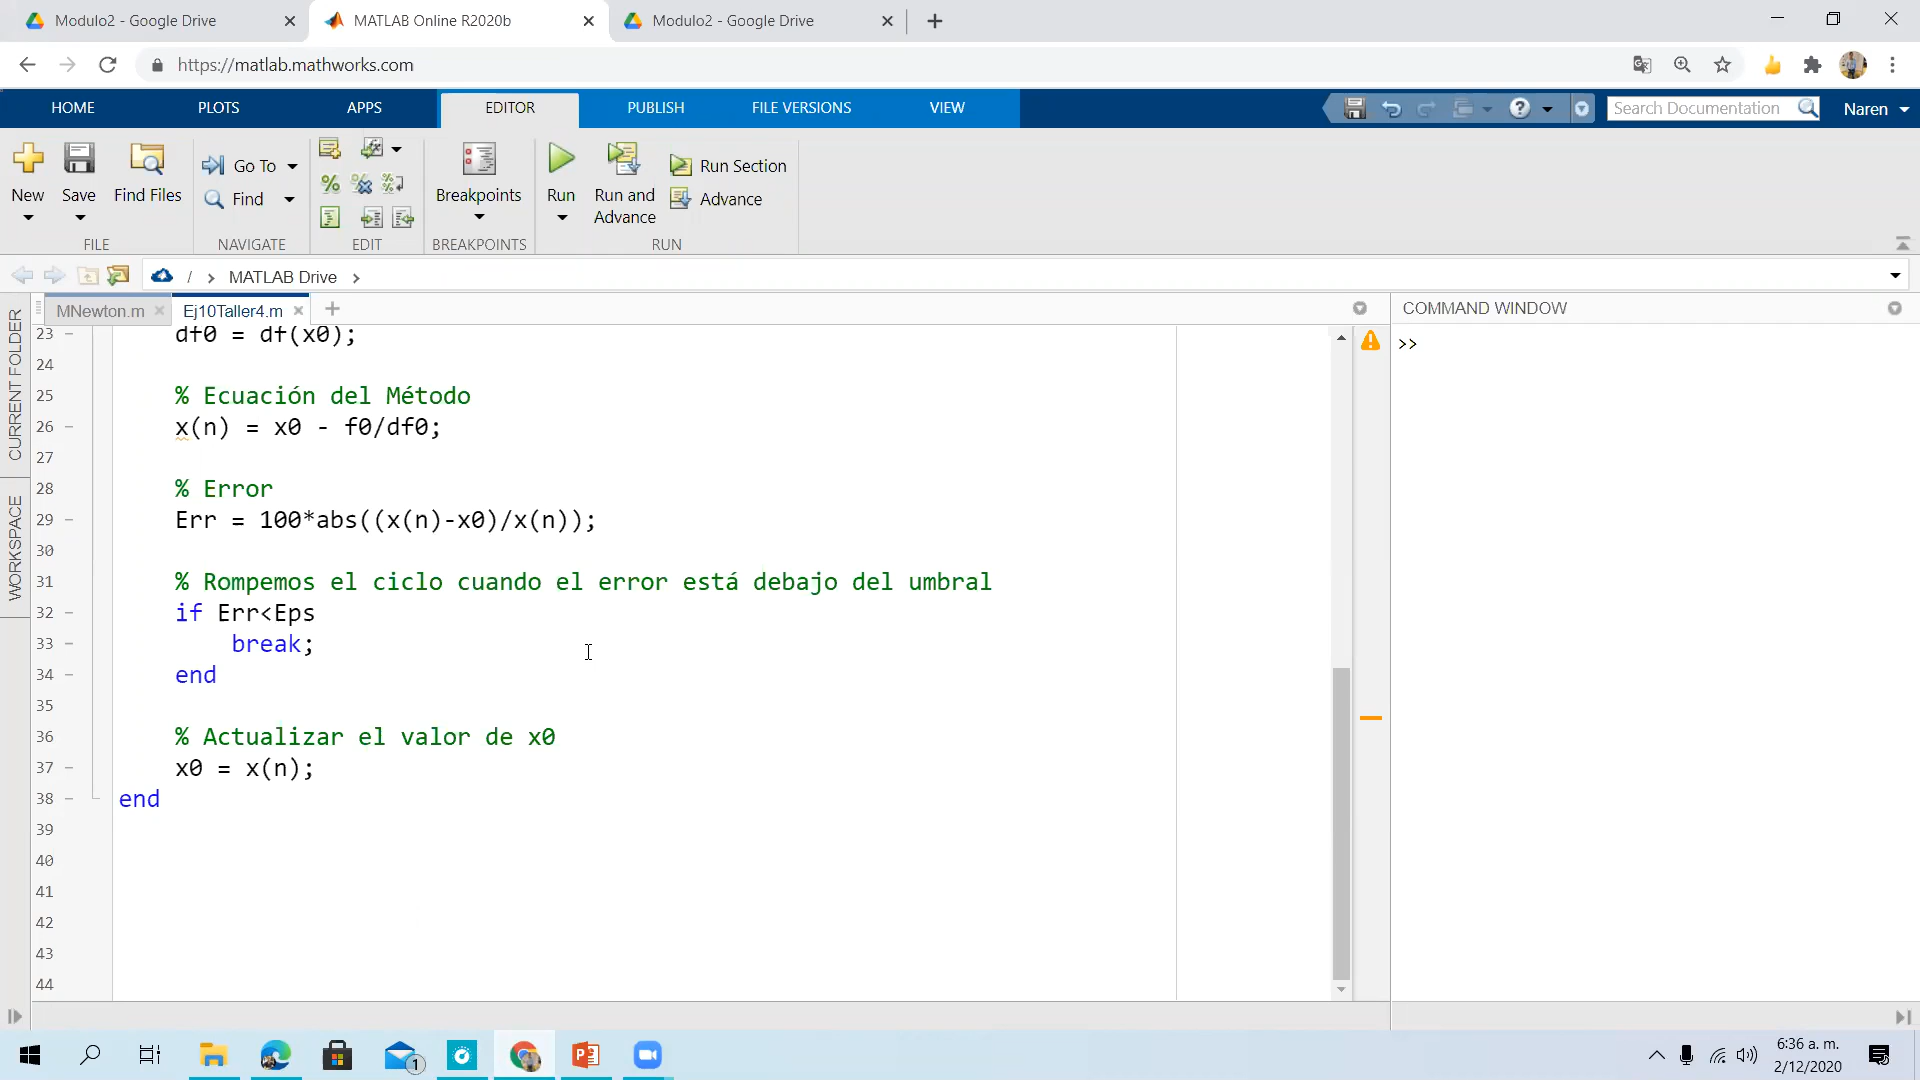 Modulo2 - Google Drive
MATLAB Online R2020b
Modulo2 - Google Drive
https://matlab.mathworks.com
HOME
PLOTS
APPS
EDITOR
PUBLISH
FILE VERSIONS
VIEW
Search Documentation
Naren
New
Save
Find Files
Go To
Find
Breakpoints
Run
Run and
Advance
Run Section
Advance
FILE
NAVIGATE
EDIT
BREAKPOINTS
RUN
/ > MATLAB Drive >
CURRENT FOLDER
WORKSPACE
MNewton.m
Ej10Taller4.m
COMMAND WINDOW
>>
23 df0 = df(x0);
24
25 % Ecuación del Método
26 x(n) = x0 - f0/df0;
27
28 % Error
29 Err = 100*abs((x(n)-x0)/x(n));
30
31 % Rompemos el ciclo cuando el error está debajo del umbral
32 if Err<Eps
33 break;
34 end
35
36 % Actualizar el valor de x0
37 x0 = x(n);
38 end
39
40
41
42
43
44
1
6:36 a. m.
2/12/2020